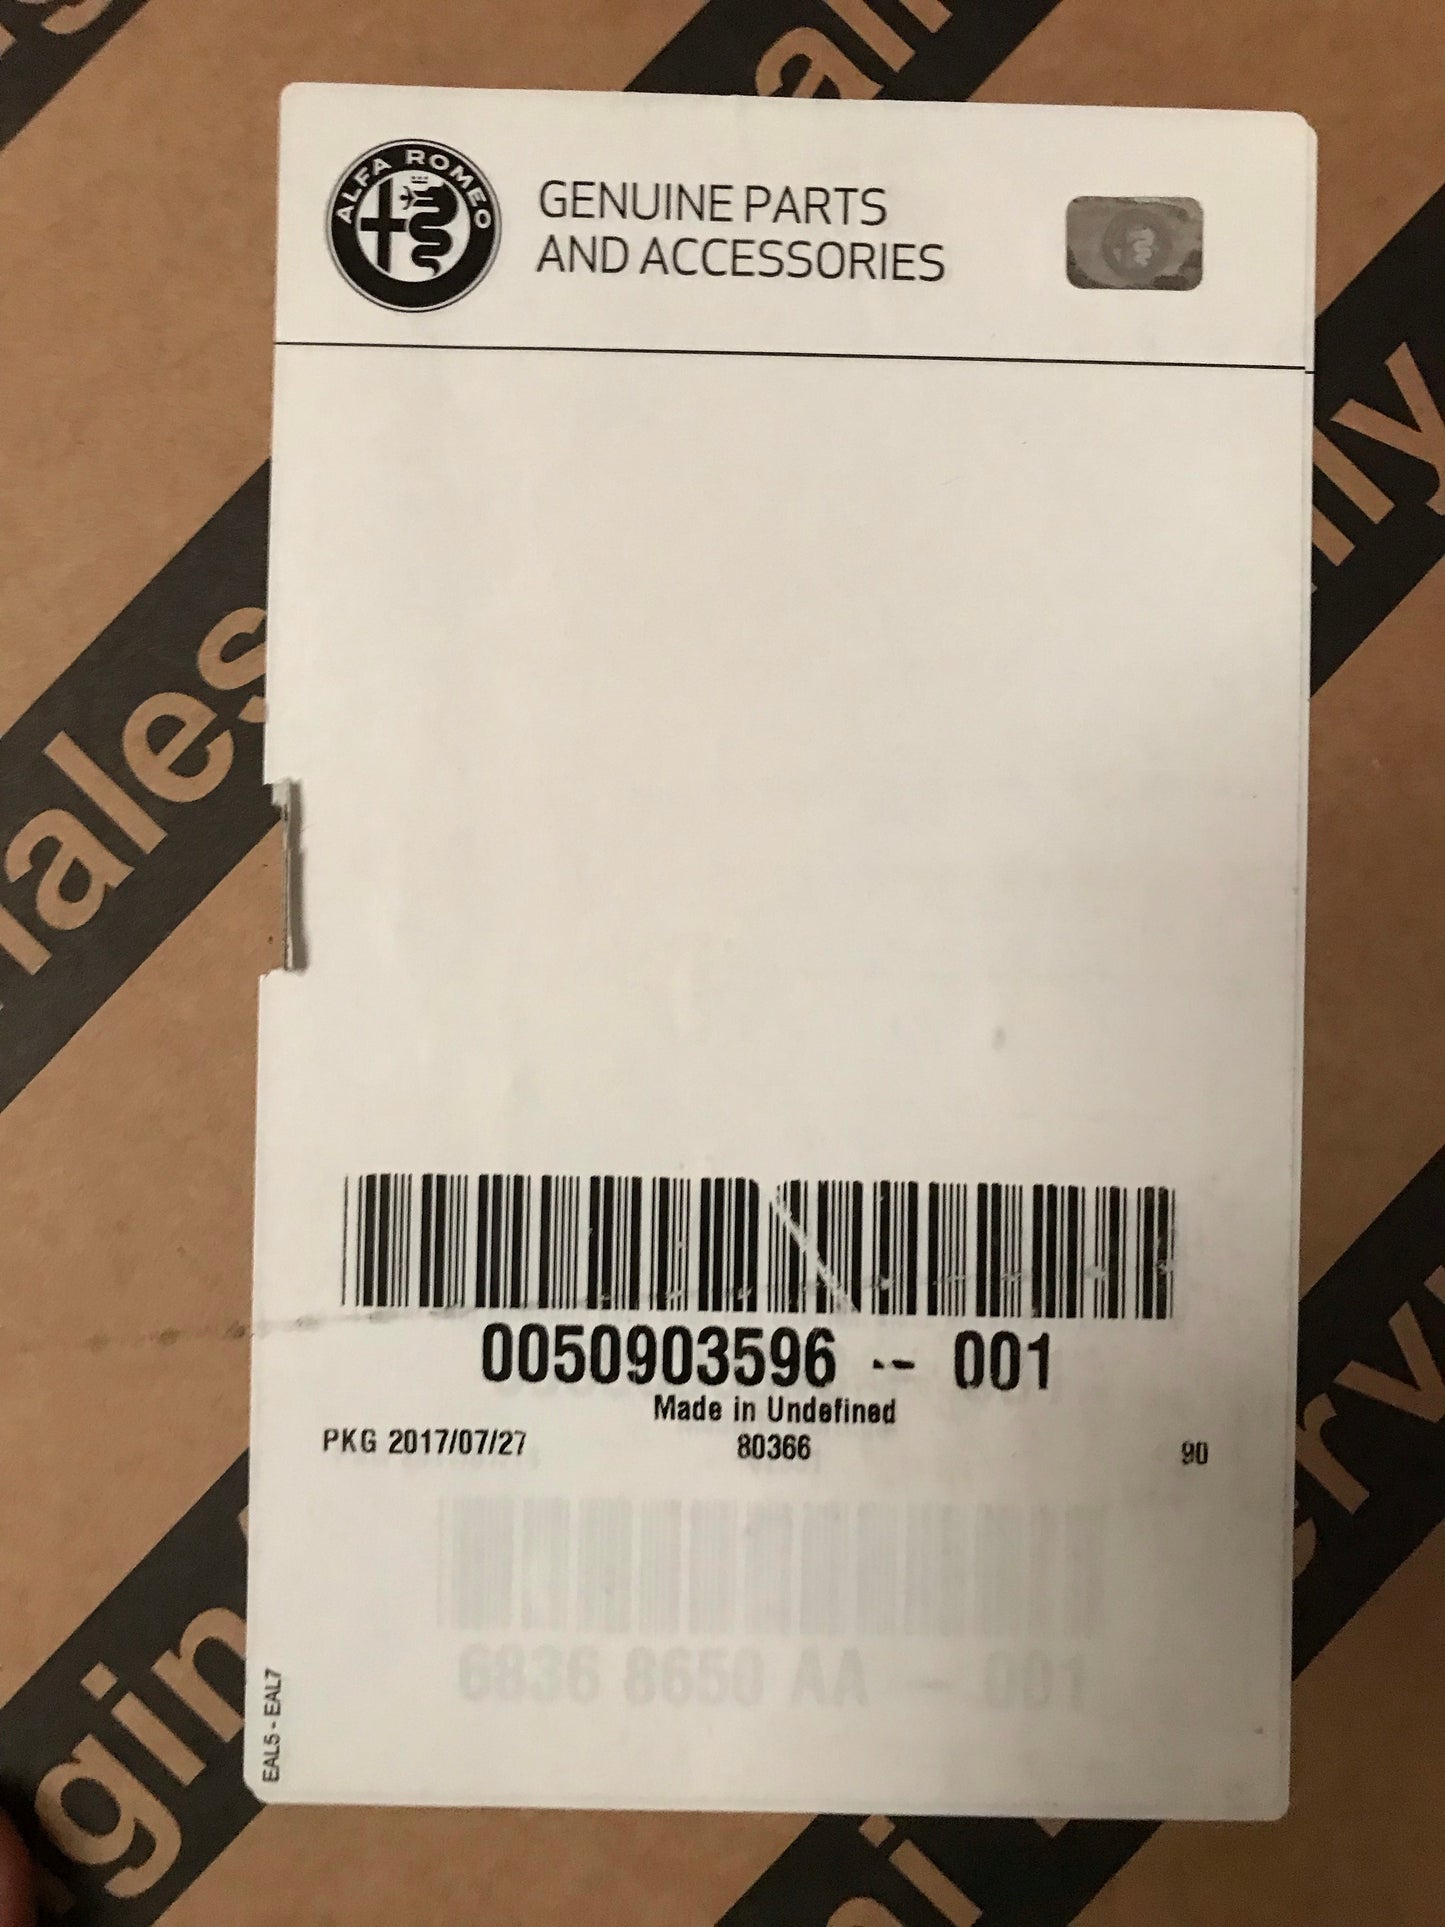 ALFA ROMEO
GENUINE PARTS
AND ACCESSORIES
ales
0050903596 -- 001
Made in Undefined
PKG 2017/07/27 80366 90
6836 8650 AA - 001
EAL5 - EAL7